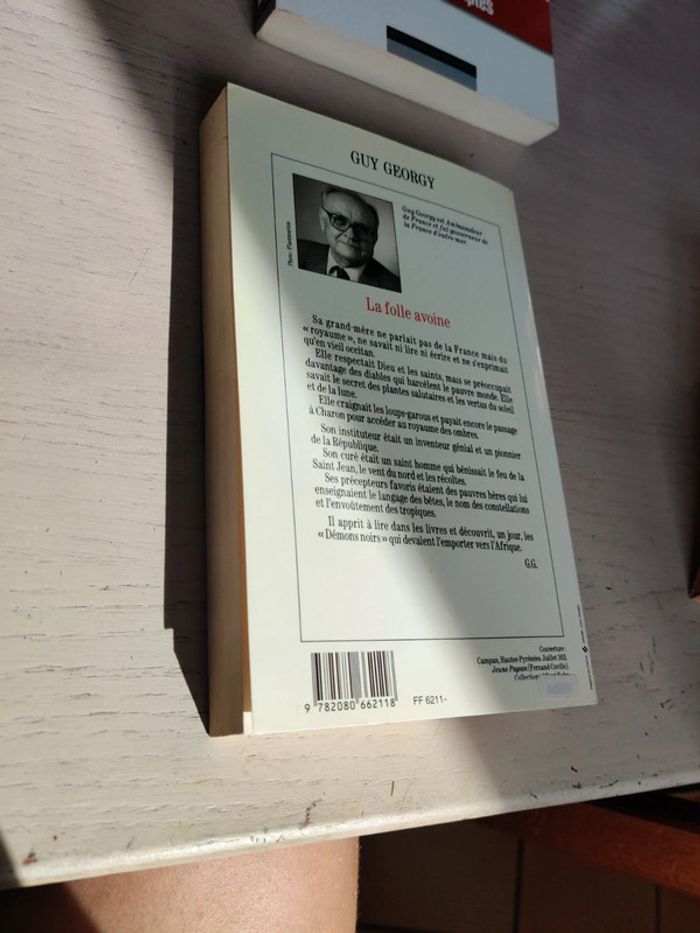 GUY GEORGY
Photo : Flammarion
Guy Georgy est Ambassadeur
de France et fut gouverneur de
la France d'outre-mer.
La folle avoine
Sa grand-mère ne parlait pas de la France mais du
« royaume », ne savait ni lire ni écrire et ne s'exprimait
qu'en vieil occitan.
Elle respectait Dieu et les saints, mais se préoccupait
davantage des diables qui harcèlent le pauvre monde. Elle
savait le secret des plantes salutaires et les vertus du soleil
et de la lune.
Elle craignait les loups-garous et payait encore le passage
à Charon pour accéder au royaume des ombres.
Son instituteur était un inventeur génial et un pionnier
de la République.
Son curé était un saint homme qui bénissait le feu de la
Saint Jean, le vent du nord et les récoltes.
Ses précepteurs favoris étaient des pauvres hères qui lui
enseignaient le langage des bêtes, le nom des constellations
et l'envoûtement des tropiques.
Il apprit à lire dans les livres et découvrit, un jour, les
« Démons noirs » qui devaient l'emporter vers l'Afrique.
G.G.
Couverture :
Campan, Hautes-Pyrénées. Juillet 1912.
Jeune Paysan (Fernand Cuville).
9 782080 662118
FF 6211-